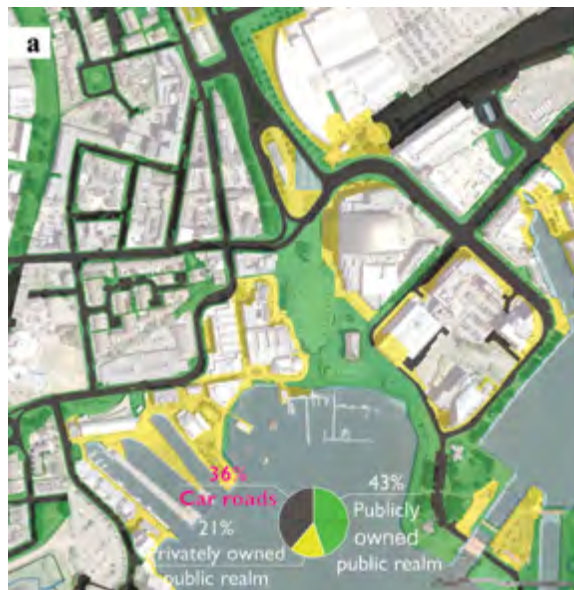 a
36%
Car roads
43%
Publicly
owned
public realm
21%
rivately owned
public realm